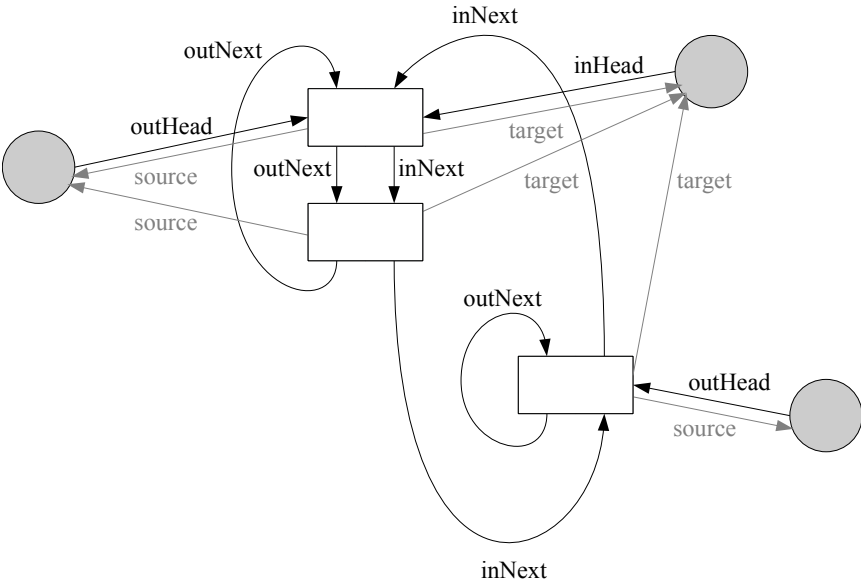 inNext
outNext
inHead
outHead
target
source
outNext
inNext
target
target
source
outNext
outHead
source
inNext